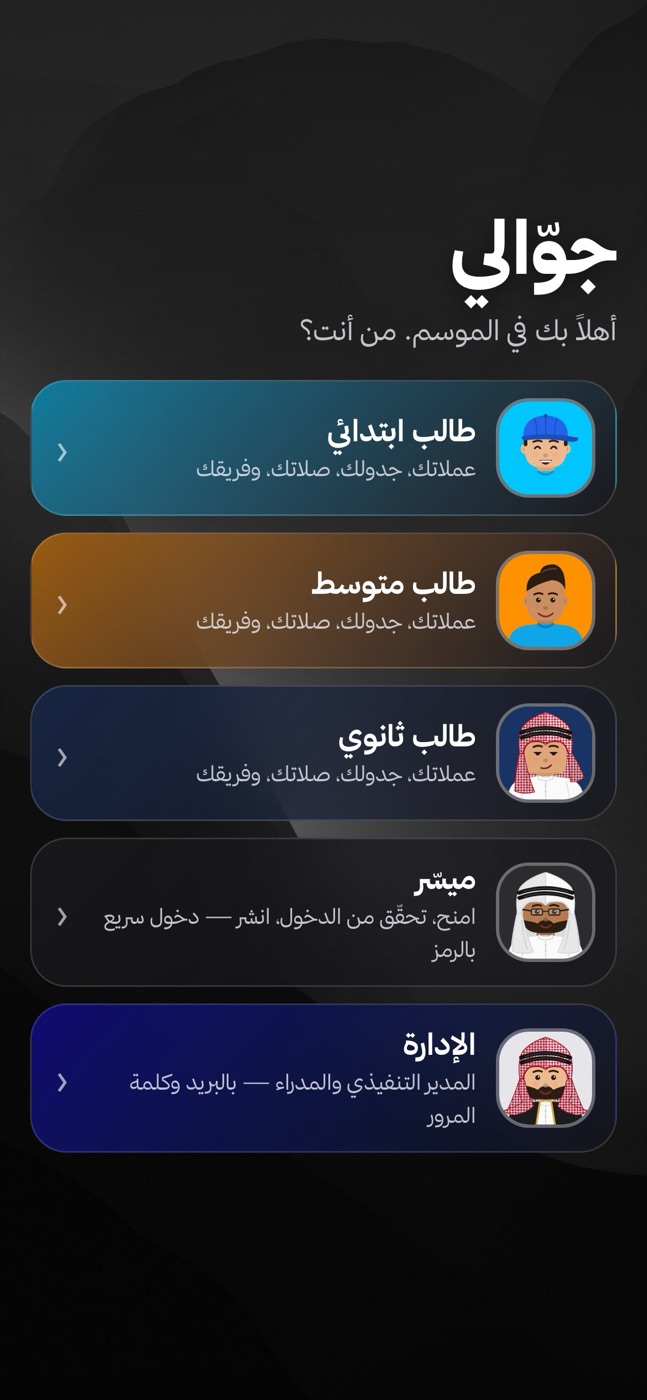 جوّالي
أهلاً بك في الموسم. من أنت؟
طالب ابتدائي
عملاتك، جدولك، صلاتك، وفريقك
طالب متوسط
عملاتك، جدولك، صلاتك، وفريقك
طالب ثانوي
عملاتك، جدولك، صلاتك، وفريقك
ميسّر
امنح، تحقّق من الدخول، انشر — دخول سريع
بالرمز
الإدارة
المدير التنفيذي والمدراء — بالبريد وكلمة
المرور